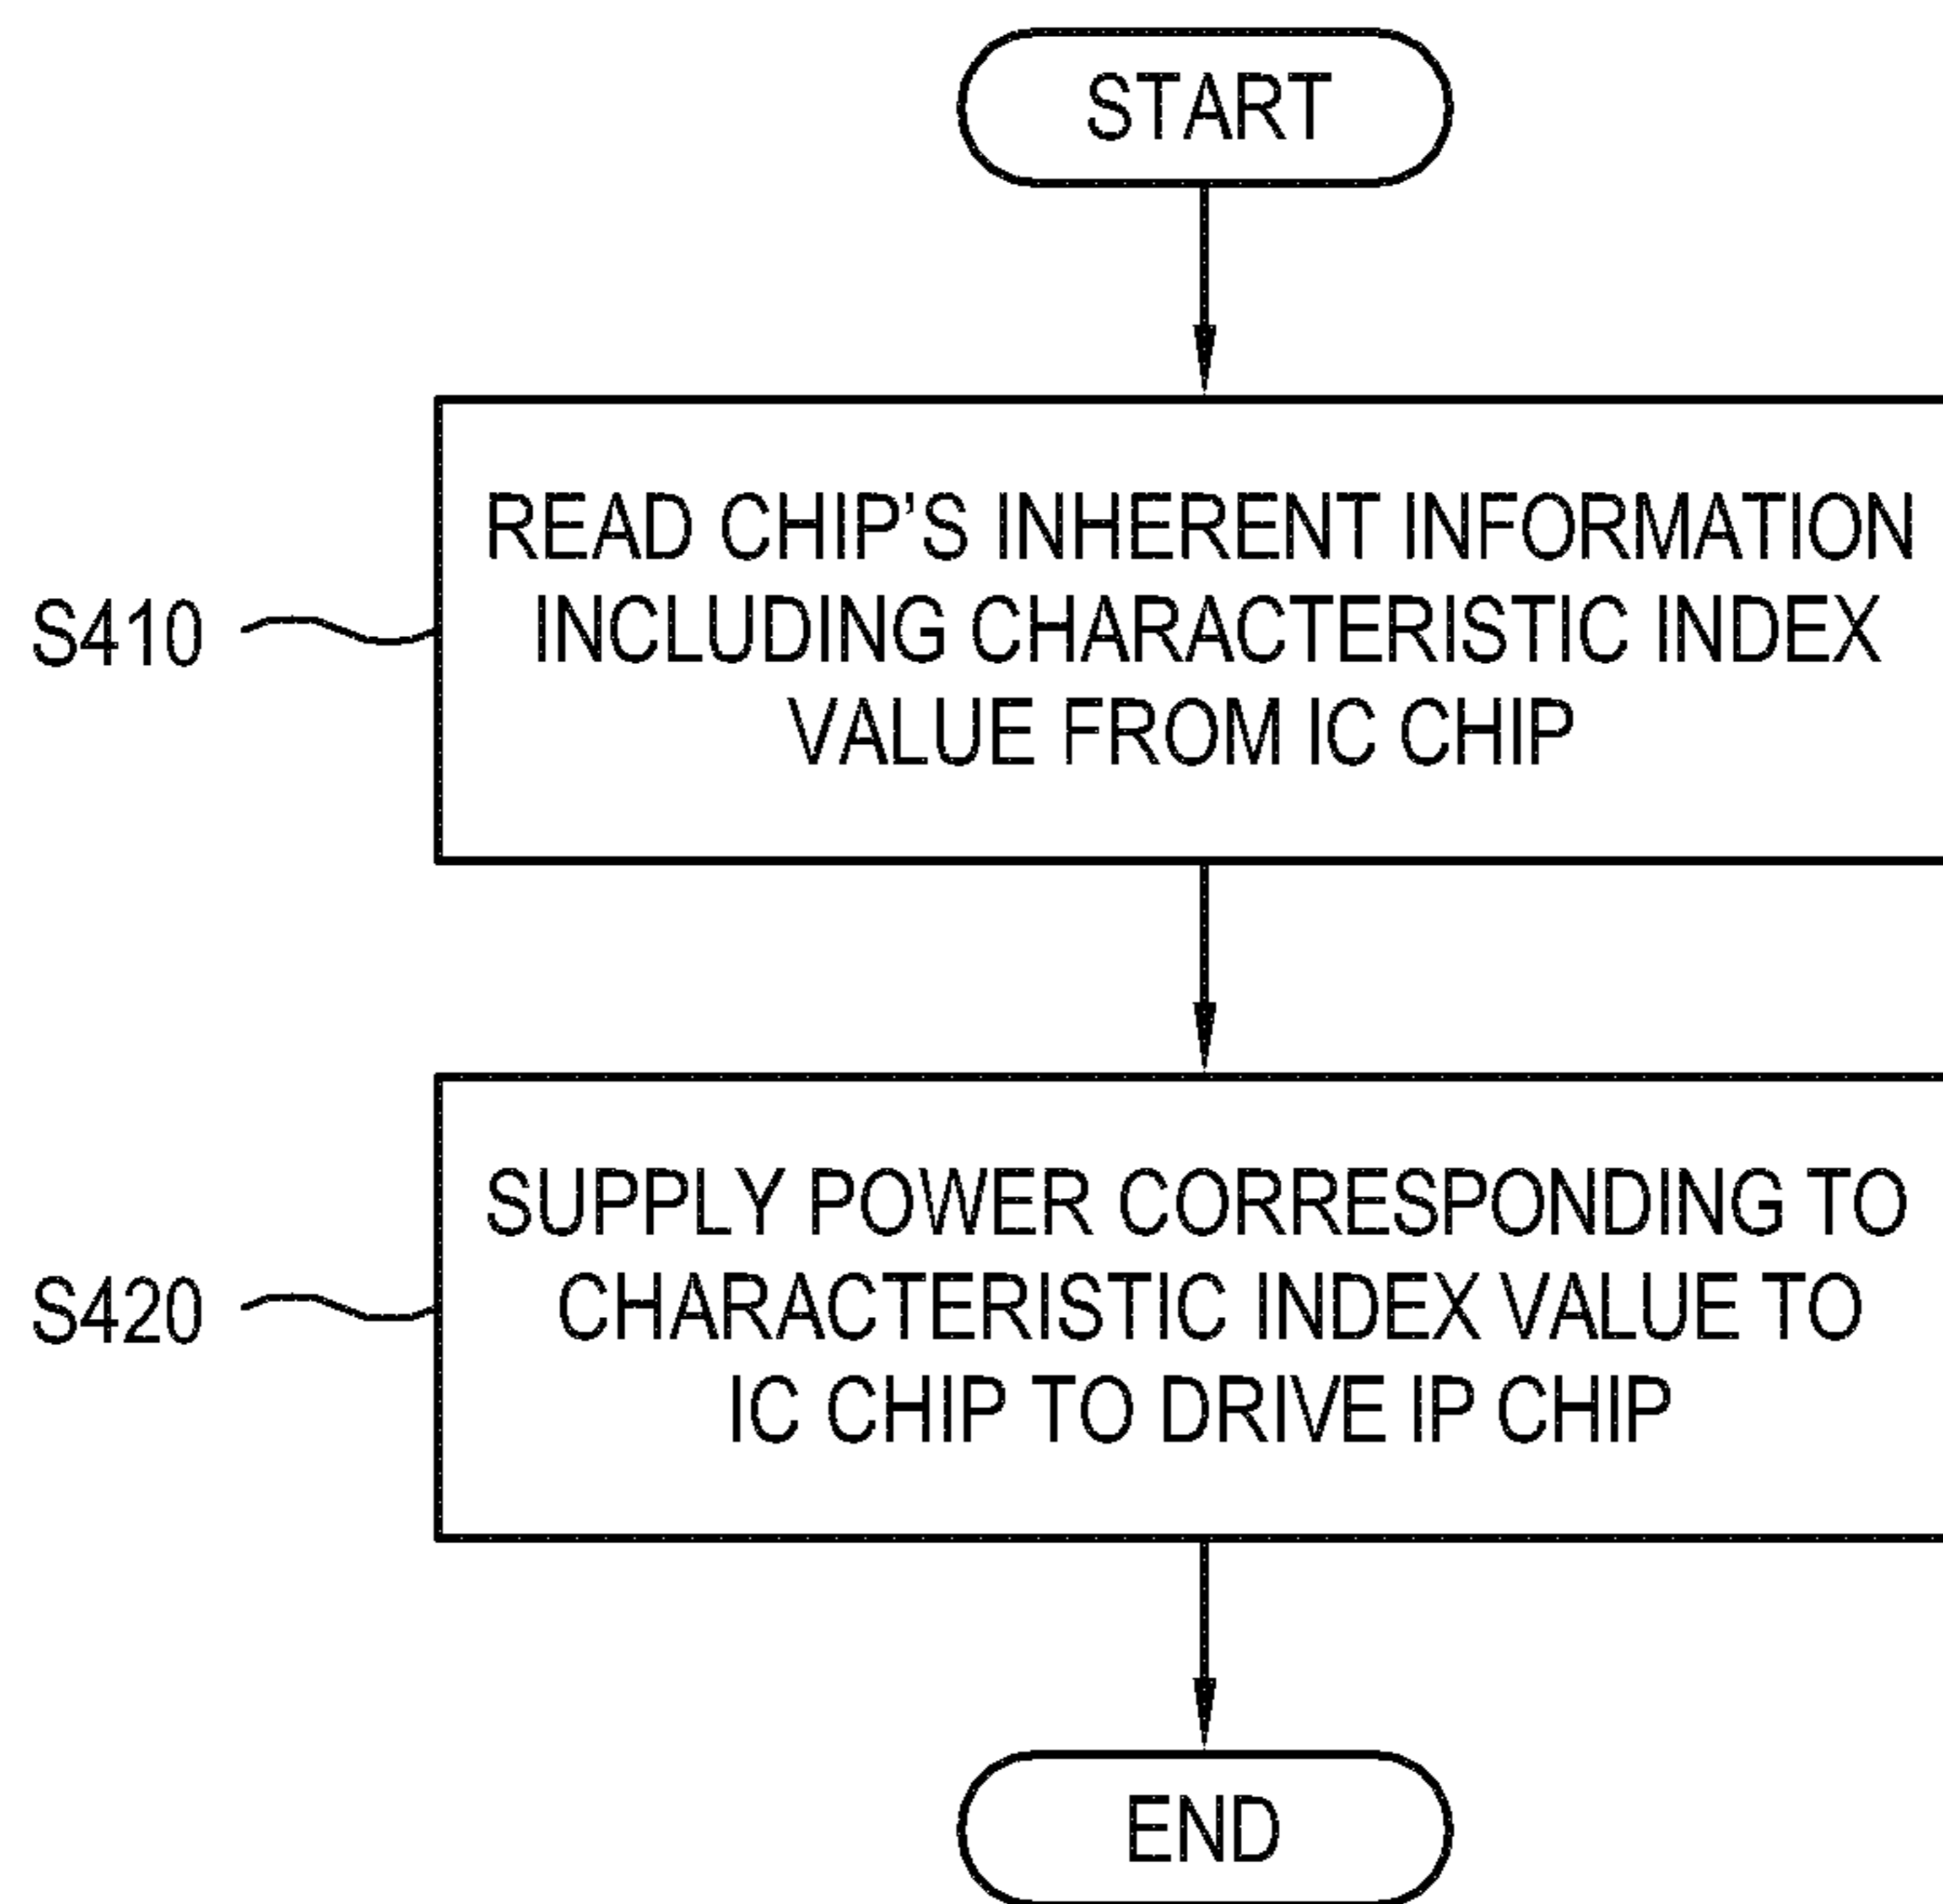 START
READ CHIP’S INHERENT INFORMATION
INCLUDING CHARACTERISTIC INDEX
VALUE FROM IC CHIP
S410
SUPPLY POWER CORRESPONDING TO
CHARACTERISTIC INDEX VALUE TO
IC CHIP TO DRIVE IP CHIP
S420
END